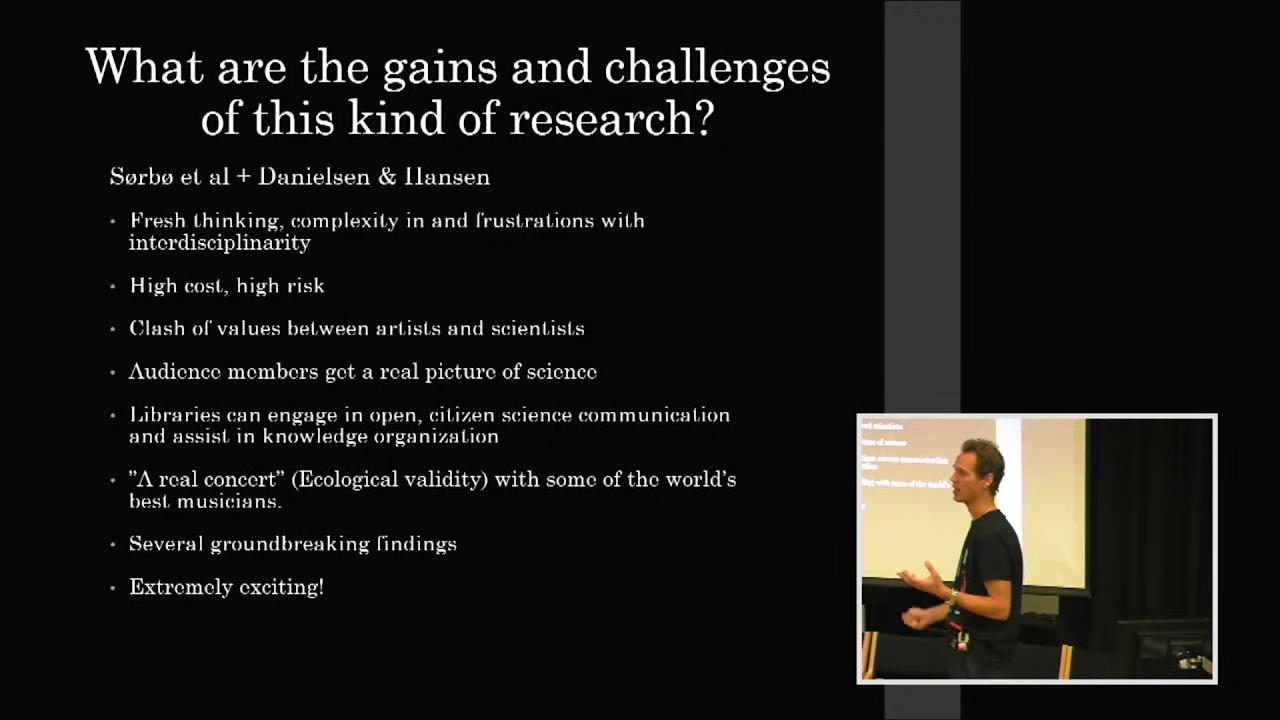 What are the gains and challenges
of this kind of research?
Sørbø et al + Danielsen & Hansen
• Fresh thinking, complexity in and frustrations with
interdisciplinarity
• High cost, high risk
• Clash of values between artists and scientists
• Audience members get a real picture of science
• Libraries can engage in open, citizen science communication
and assist in knowledge organization
• ”A real concert” (Ecological validity) with some of the world’s
best musicians.
• Several groundbreaking findings
• Extremely exciting!